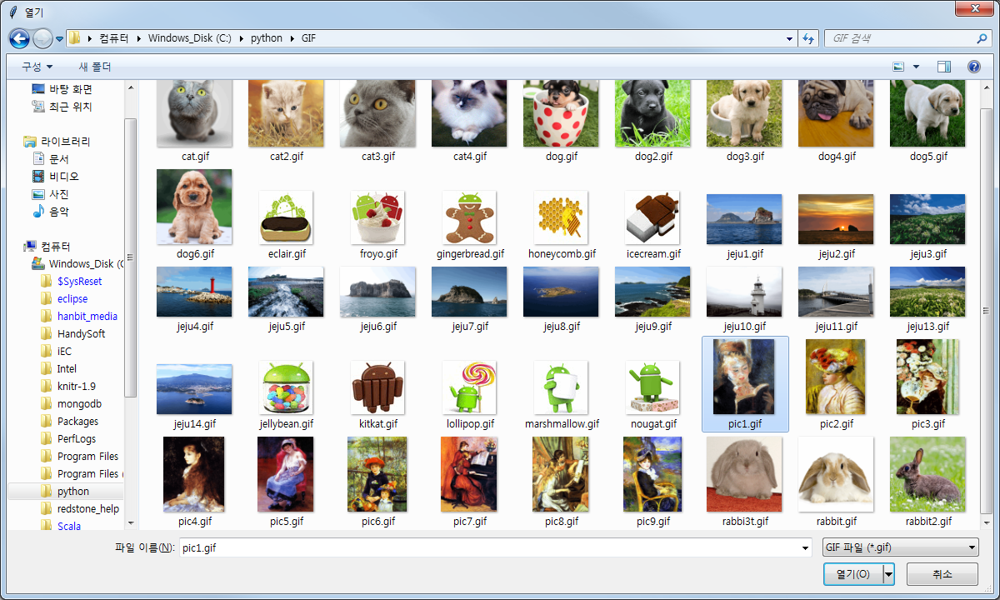 열기
컴퓨터 Windows_Disk (C:) python GIF
GIF 검색
구성 새 폴더
바탕 화면
최근 위치
라이브러리
문서
비디오
사진
음악
컴퓨터
Windows_Disk (C
$SysReset
eclipse
hanbit_media
HandySoft
iEC
Intel
knitr-1.9
mongodb
Packages
PerfLogs
Program Files
Program Files (
python
redstone_help
Scala
cat.gif cat2.gif cat3.gif cat4.gif dog.gif dog2.gif dog3.gif dog4.gif dog5.gif
dog6.gif eclair.gif froyo.gif gingerbread.gif honeycomb.gif icecream.gif jeju1.gif jeju2.gif jeju3.gif
jeju4.gif jeju5.gif jeju6.gif jeju7.gif jeju8.gif jeju9.gif jeju10.gif jeju11.gif jeju13.gif
jeju14.gif jellybean.gif kitkat.gif lollipop.gif marshmallow.gif nougat.gif pic1.gif pic2.gif pic3.gif
pic4.gif pic5.gif pic6.gif pic7.gif pic8.gif pic9.gif rabbi3t.gif rabbit.gif rabbit2.gif
파일 이름(N): pic1.gif GIF 파일 (*.gif)
열기(O) 취소